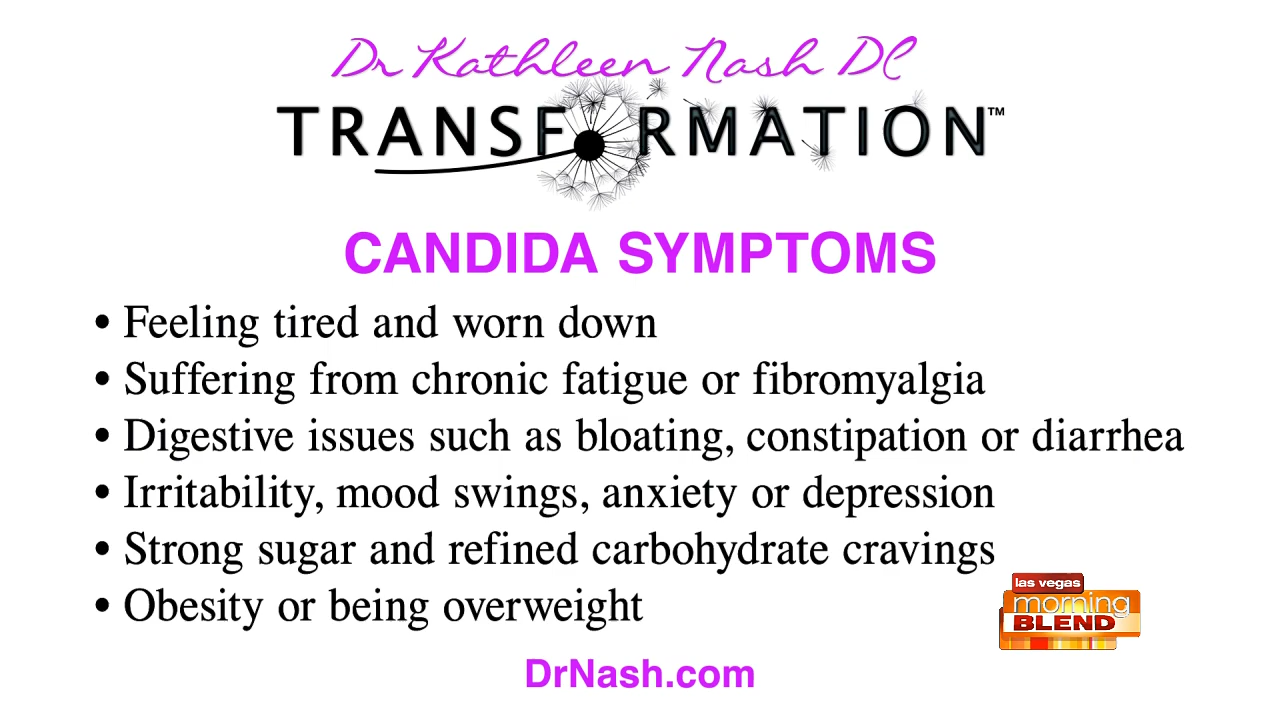 Dr Kathleen Nash DC
TRANSFORMATION™
CANDIDA SYMPTOMS
• Feeling tired and worn down
• Suffering from chronic fatigue or fibromyalgia
• Digestive issues such as bloating, constipation or diarrhea
• Irritability, mood swings, anxiety or depression
• Strong sugar and refined carbohydrate cravings
• Obesity or being overweight
las vegas
morning
BLEND
DrNash.com